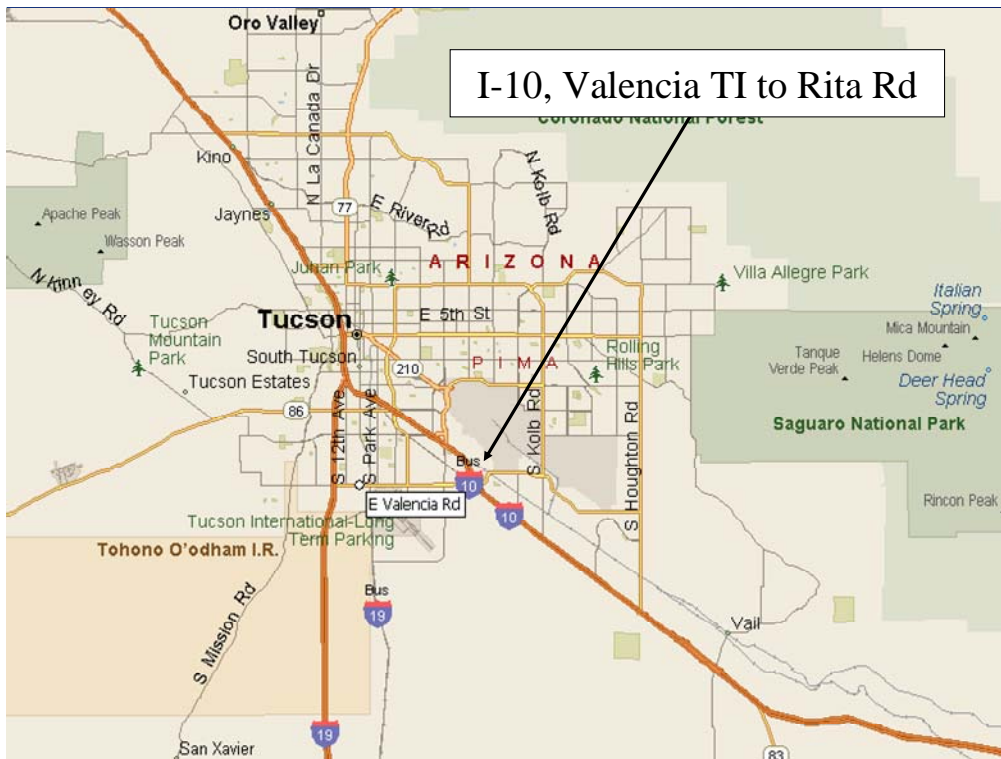 Oro Valley
I-10, Valencia TI to Rita Rd
Coronado National Forest
N La Canada Dr
Kino
N Kolb Rd
77
E River Rd
Jaynes
Apache Peak
Wasson Peak
ARIZONA
Juhan Park
Villa Allegre Park
N Kinney Rd
Italian
Spring
E 5th St
Tucson
Mica Mountain
Tucson
Mountain
Park
Rolling
Hills Park
South Tucson
PIMA
Tanque
Verde Peak
Helens Dome
210
Tucson Estates
Deer Head
Spring
86
S 12th Ave
S Park Ave
S Kolb Rd
S Houghton Rd
Saguaro National Park
Bus
10
E Valencia Rd
Rincon Peak
10
Tucson International-Long
Term Parking
Tohono O'odham I.R.
Bus
19
S Mission Rd
Vail
19
San Xavier
83